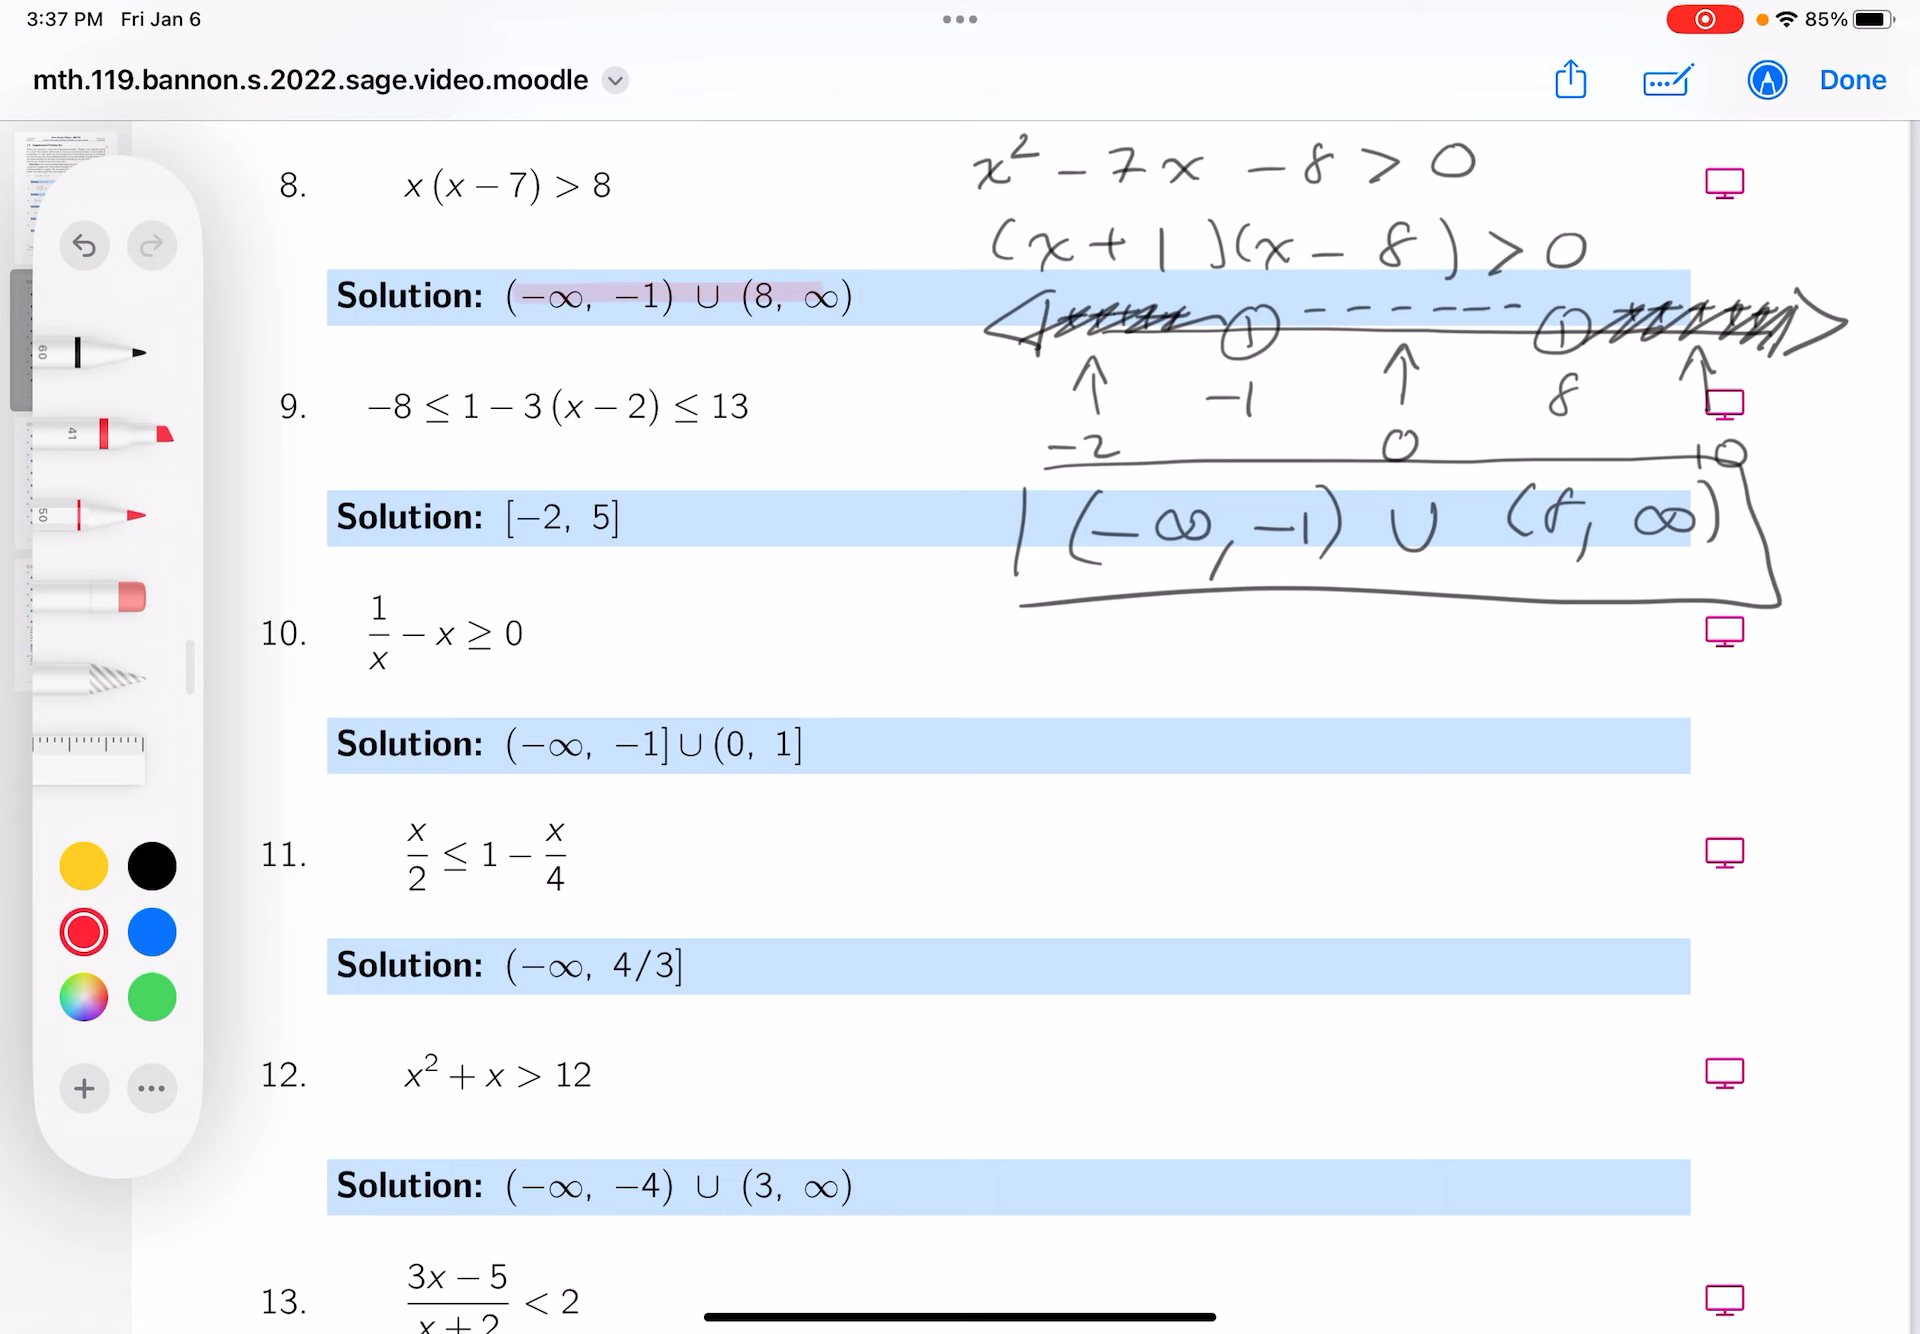 3:37 PM Fri Jan 6
85%
mth.119.bannon.s.2022.sage.video.moodle
Done
8. x (x − 7) > 8
x² − 7x − 8 > 0
(x + 1)(x − 8) > 0
Solution: (−∞, −1) ∪ (8, ∞)
−1 8
−2 0 10
(−∞, −1) ∪ (8, ∞)
9. −8 ≤ 1 − 3 (x − 2) ≤ 13
Solution: [−2, 5]
10. 1/x − x ≥ 0
Solution: (−∞, −1] ∪ (0, 1]
11. x/2 ≤ 1 − x/4
Solution: (−∞, 4/3]
12. x² + x > 12
Solution: (−∞, −4) ∪ (3, ∞)
13. (3x − 5)/(x + 2) < 2
60
41
50